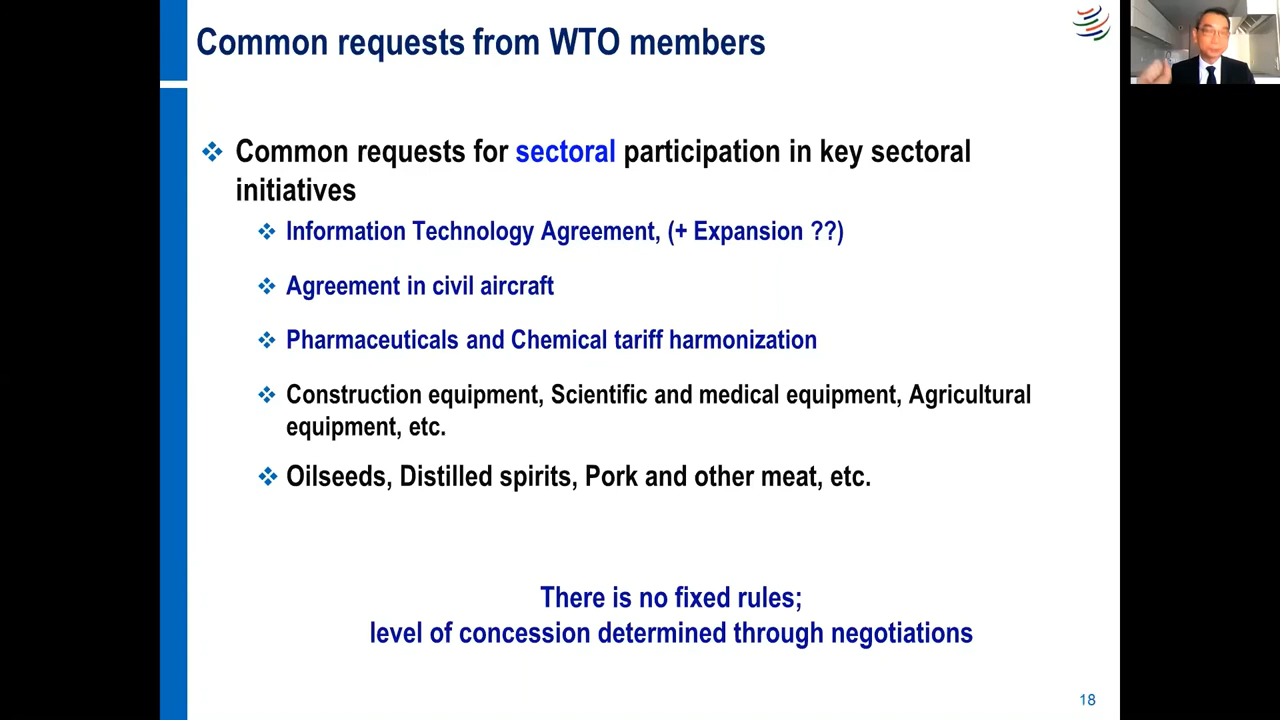 Common requests from WTO members
Common requests for sectoral participation in key sectoral
initiatives
Information Technology Agreement, (+ Expansion ??)
Agreement in civil aircraft
Pharmaceuticals and Chemical tariff harmonization
Construction equipment, Scientific and medical equipment, Agricultural
equipment, etc.
Oilseeds, Distilled spirits, Pork and other meat, etc.
There is no fixed rules;
level of concession determined through negotiations
18